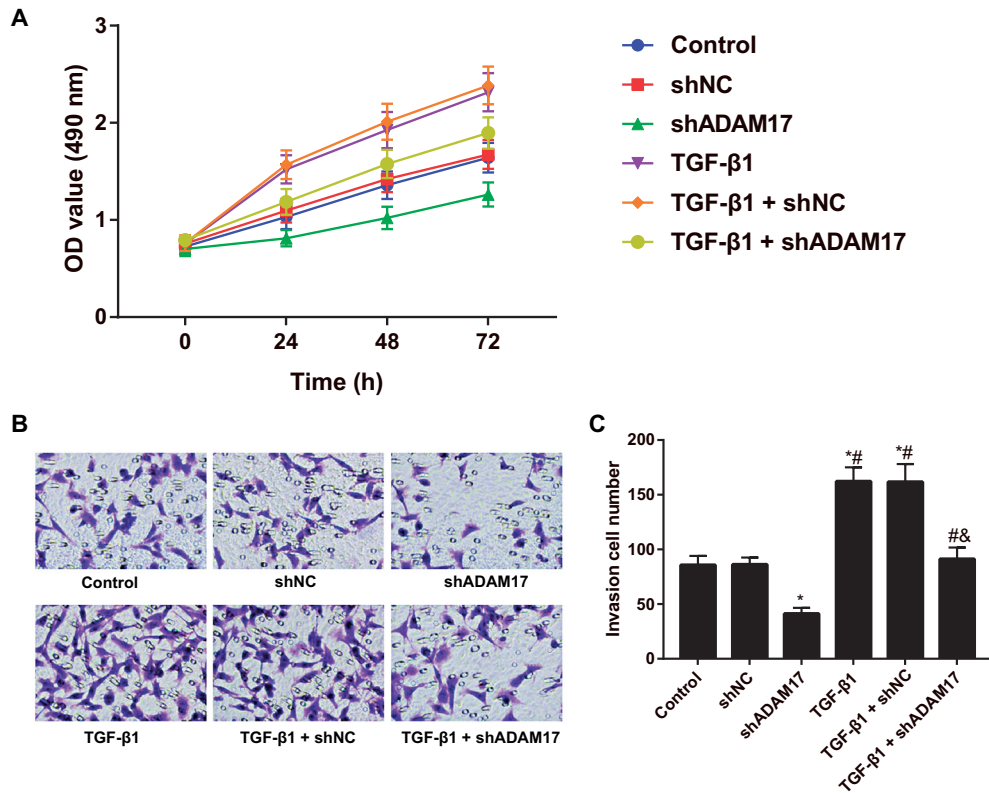 A
OD value (490 nm)
3
2
1
0
0 24 48 72
Time (h)
Control
shNC
shADAM17
TGF-β1
TGF-β1 + shNC
TGF-β1 + shADAM17
B
Control shNC shADAM17
TGF-β1 TGF-β1 + shNC TGF-β1 + shADAM17
C
Invasion cell number
200
150
100
50
0
*
*#
*#
#&
Control
shNC
shADAM17
TGF-β1
TGF-β1 + shNC
TGF-β1 + shADAM17